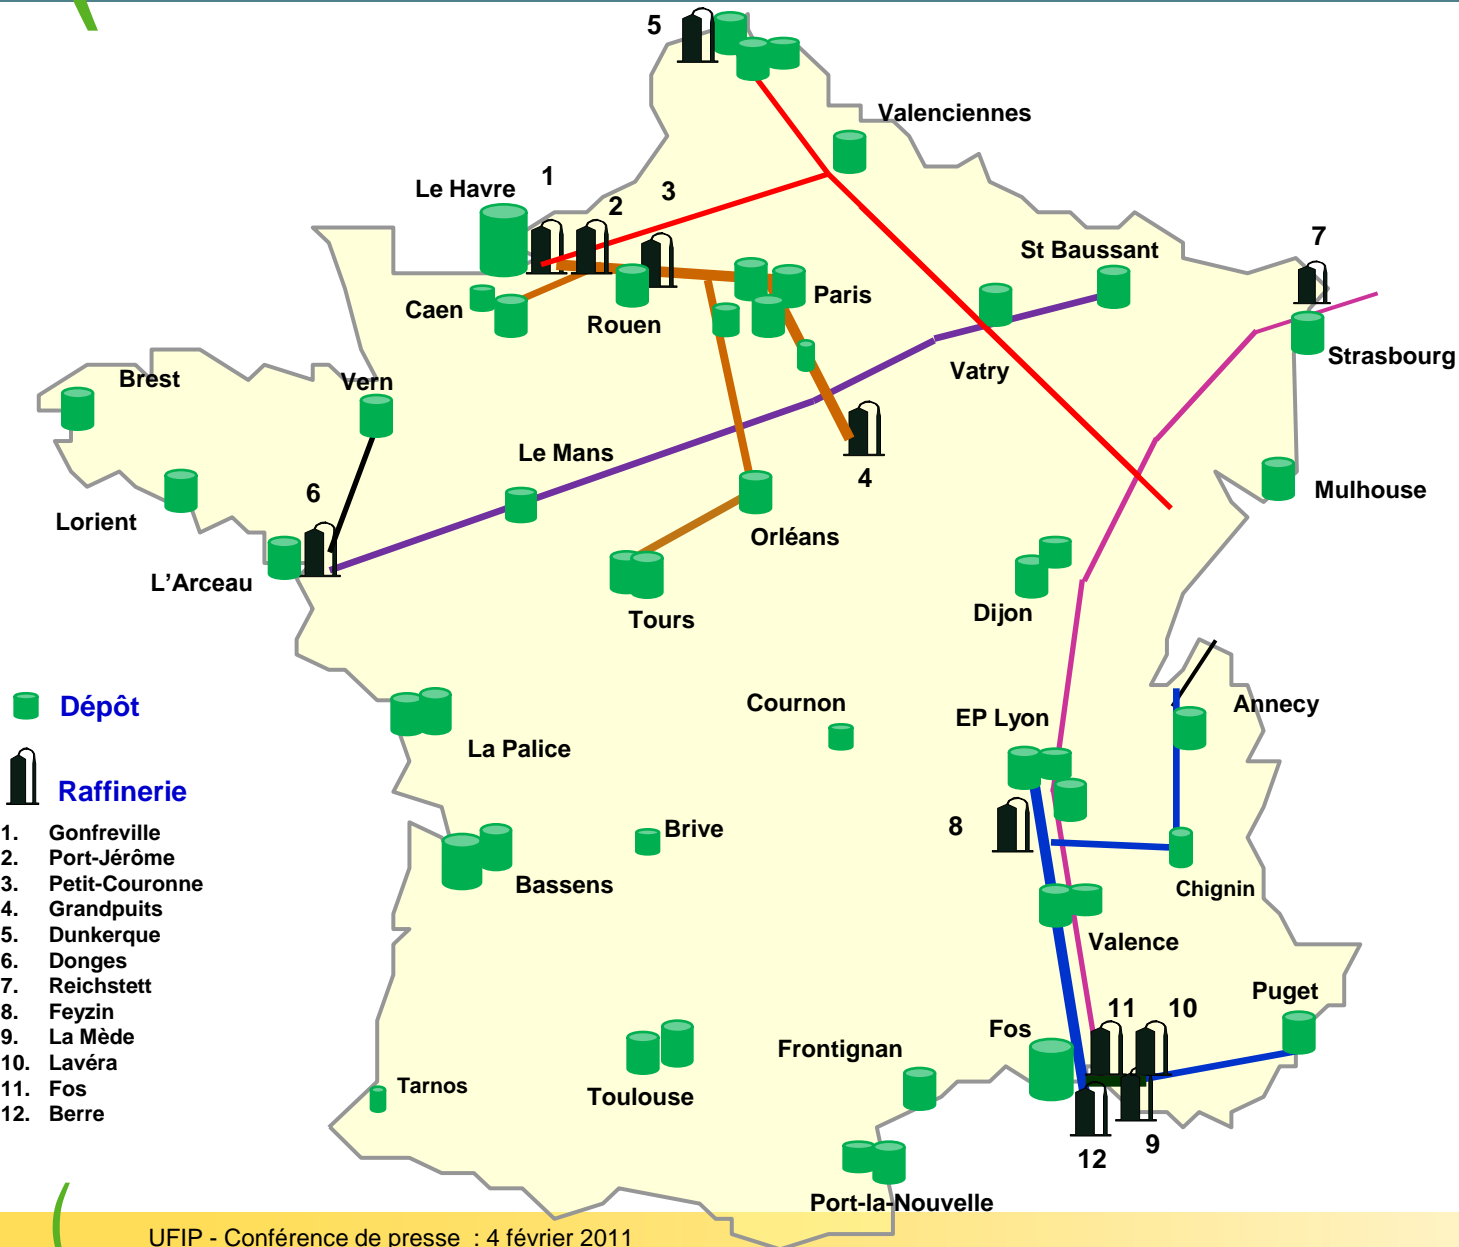 5
Valenciennes
Le Havre
1
2
3
St Baussant
7
Caen
Rouen
Paris
Strasbourg
Vatry
Brest
Vern
Le Mans
4
Mulhouse
6
Lorient
Orléans
L'Arceau
Dijon
Tours
Dépôt
Cournon
EP Lyon
Annecy
La Palice
Raffinerie
8
Brive
Bassens
Chignin
Valence
1. Gonfreville
2. Port-Jérôme
3. Petit-Couronne
4. Grandpuits
5. Dunkerque
6. Donges
7. Reichstett
8. Feyzin
9. La Mède
10. Lavéra
11. Fos
12. Berre
Puget
11
10
Fos
Frontignan
Tarnos
Toulouse
9
12
Port-la-Nouvelle
UFIP - Conférence de presse : 4 février 2011